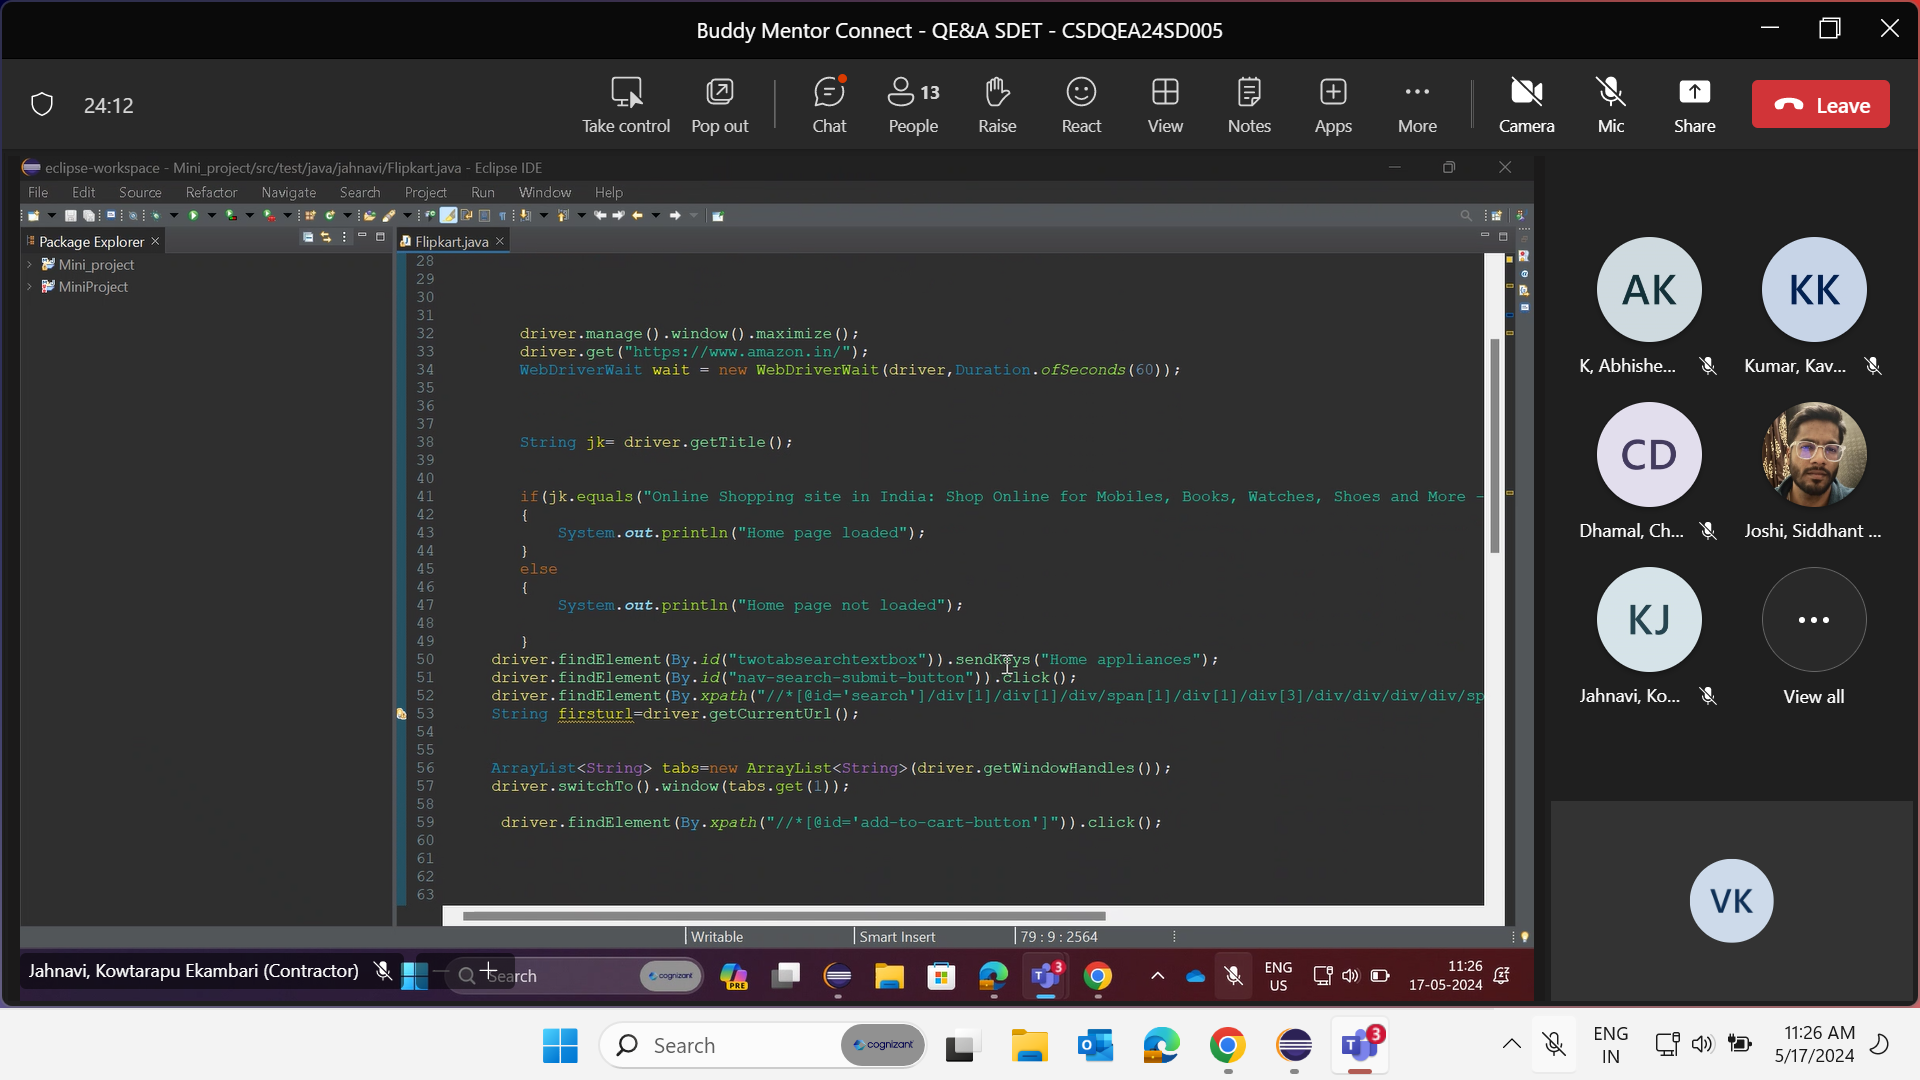 Buddy Mentor Connect - QE&A SDET - CSDQEA24SD005
24:12
Take control
Pop out
Chat
13
People
Raise
React
View
Notes
Apps
More
Camera
Mic
Share
Leave
eclipse-workspace - Mini_project/src/test/java/jahnavi/Flipkart.java - Eclipse IDE
File Edit Source Refactor Navigate Search Project Run Window Help
Package Explorer
Flipkart.java
Mini_project
MiniProject
28
29
30
31
32 driver.manage().window().maximize();
33 driver.get("https://www.amazon.in/");
34 WebDriverWait wait = new WebDriverWait(driver,Duration.ofSeconds(60));
35
36
37
38 String jk= driver.getTitle();
39
40
41 if(jk.equals("Online Shopping site in India: Shop Online for Mobiles, Books, Watches, Shoes and More -
42 {
43 System.out.println("Home page loaded");
44 }
45 else
46 {
47 System.out.println("Home page not loaded");
48
49 }
50 driver.findElement(By.id("twotabsearchtextbox")).sendKeys("Home appliances");
51 driver.findElement(By.id("nav-search-submit-button")).click();
52 driver.findElement(By.xpath("//*[@id='search']/div[1]/div[1]/div/span[1]/div[1]/div[3]/div/div/div/div/sp
53 String firsturl=driver.getCurrentUrl();
54
55
56 ArrayList<String> tabs=new ArrayList<String>(driver.getWindowHandles());
57 driver.switchTo().window(tabs.get(1));
58
59 driver.findElement(By.xpath("//*[@id='add-to-cart-button']")).click();
60
61
62
63
Writable
Smart Insert
79 : 9 : 2564
AK
K, Abhishe...
KK
Kumar, Kav...
CD
Dhamal, Ch...
Joshi, Siddhant ...
KJ
Jahnavi, Ko...
View all
VK
Jahnavi, Kowtarapu Ekambari (Contractor)
Search
cognizant
PRE
3
ENG
US
11:26
17-05-2024
Search
cognizant
3
ENG
IN
11:26 AM
5/17/2024